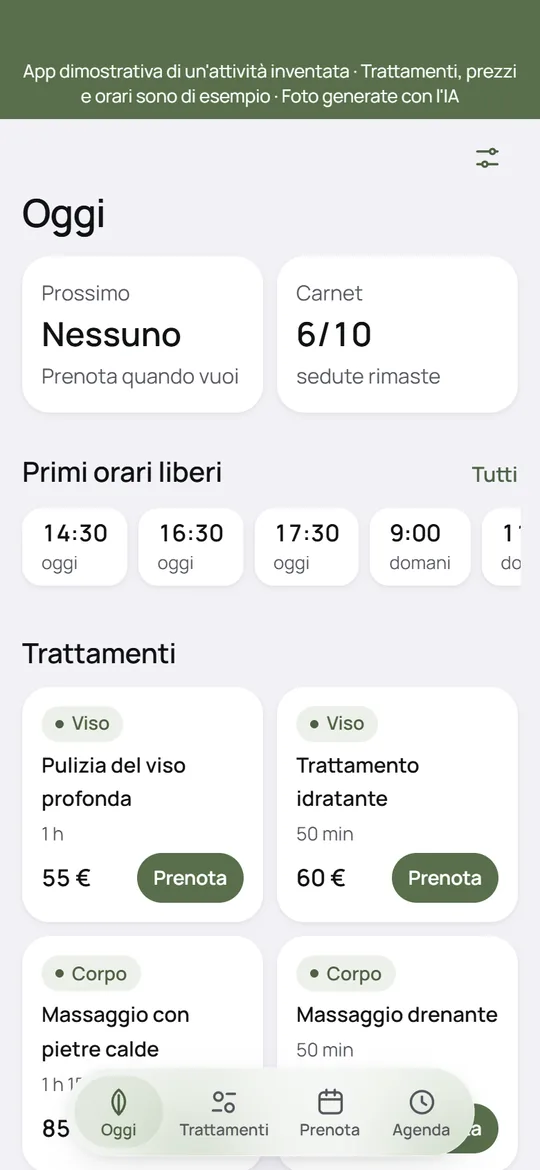 App dimostrativa di un'attività inventata · Trattamenti, prezzi
e orari sono di esempio · Foto generate con l'IA
Oggi
Prossimo
Nessuno
Prenota quando vuoi
Carnet
6/10
sedute rimaste
Primi orari liberi
Tutti
14:30
oggi
16:30
oggi
17:30
oggi
9:00
domani
Trattamenti
Viso
Pulizia del viso
profonda
1 h
55 €
Prenota
Viso
Trattamento
idratante
50 min
60 €
Prenota
Corpo
Massaggio con
pietre calde
1 h
85
Corpo
Massaggio drenante
50 min
Oggi
Trattamenti
Prenota
Agenda